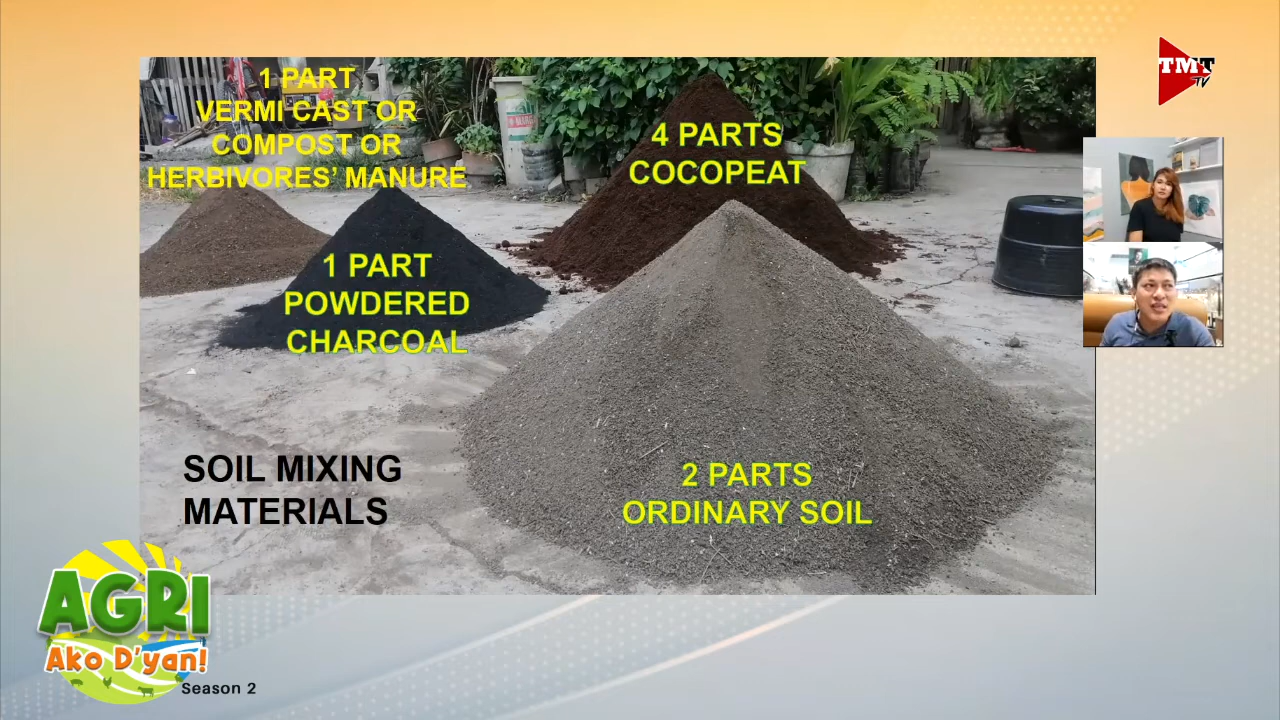 1 PART
VERMI CAST OR
COMPOST OR
HERBIVORES' MANURE
4 PARTS
COCOPEAT
1 PART
POWDERED
CHARCOAL
2 PARTS
ORDINARY SOIL
SOIL MIXING
MATERIALS
TMT
TV
AGRI
Ako D'yan!
Season 2